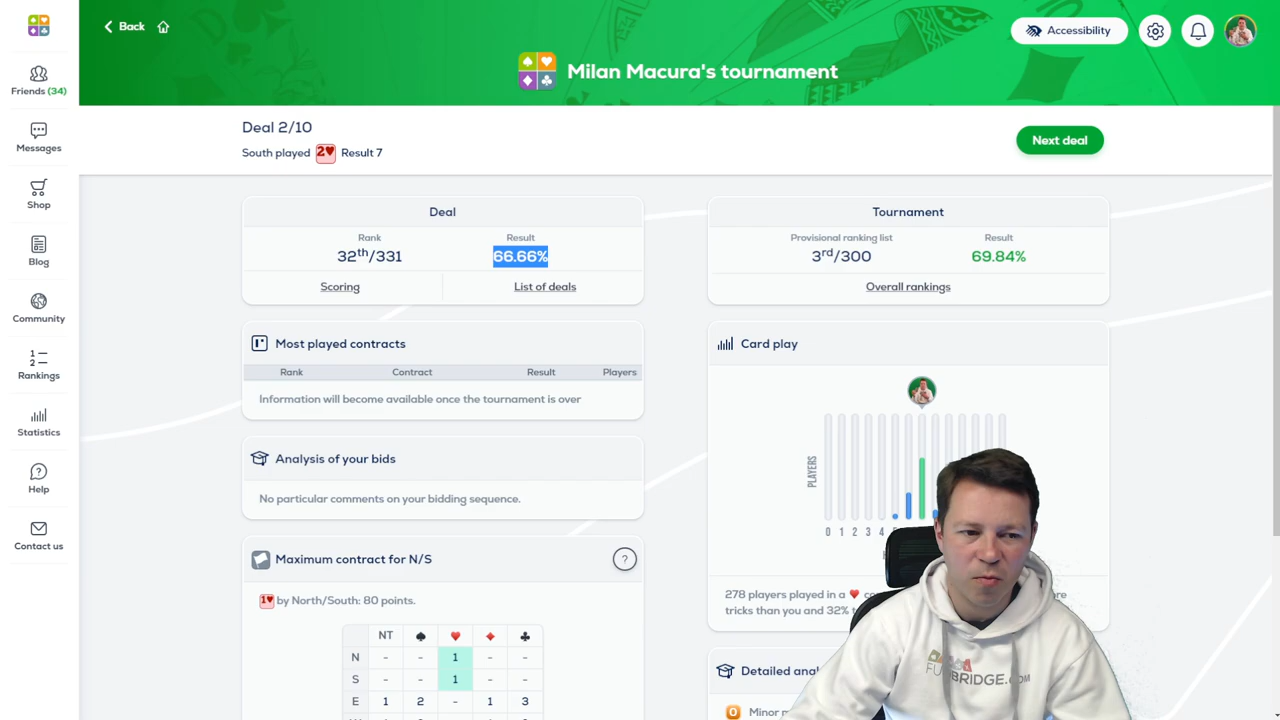 Back
Accessibility
Milan Macura's tournament
Friends (34)
Messages
Shop
Blog
Community
Rankings
Statistics
Help
Contact us
Deal 2/10
South played 2♥ Result 7
Next deal
Deal
Rank Result
32th/331 66.66%
Scoring List of deals
Tournament
Provisional ranking list Result
3rd/300 69.84%
Overall rankings
Most played contracts
Rank Contract Result Players
Information will become available once the tournament is over
Card play
PLAYERS
0 1 2 3 4
278 players played in a ♥
tricks than you and 32%
Analysis of your bids
No particular comments on your bidding sequence.
Maximum contract for N/S ?
1♥ by North/South: 80 points.
NT ♠ ♥ ♦ ♣
N - - 1 - -
S - - 1 - -
E 1 2 - 1 3
Detailed
Minor